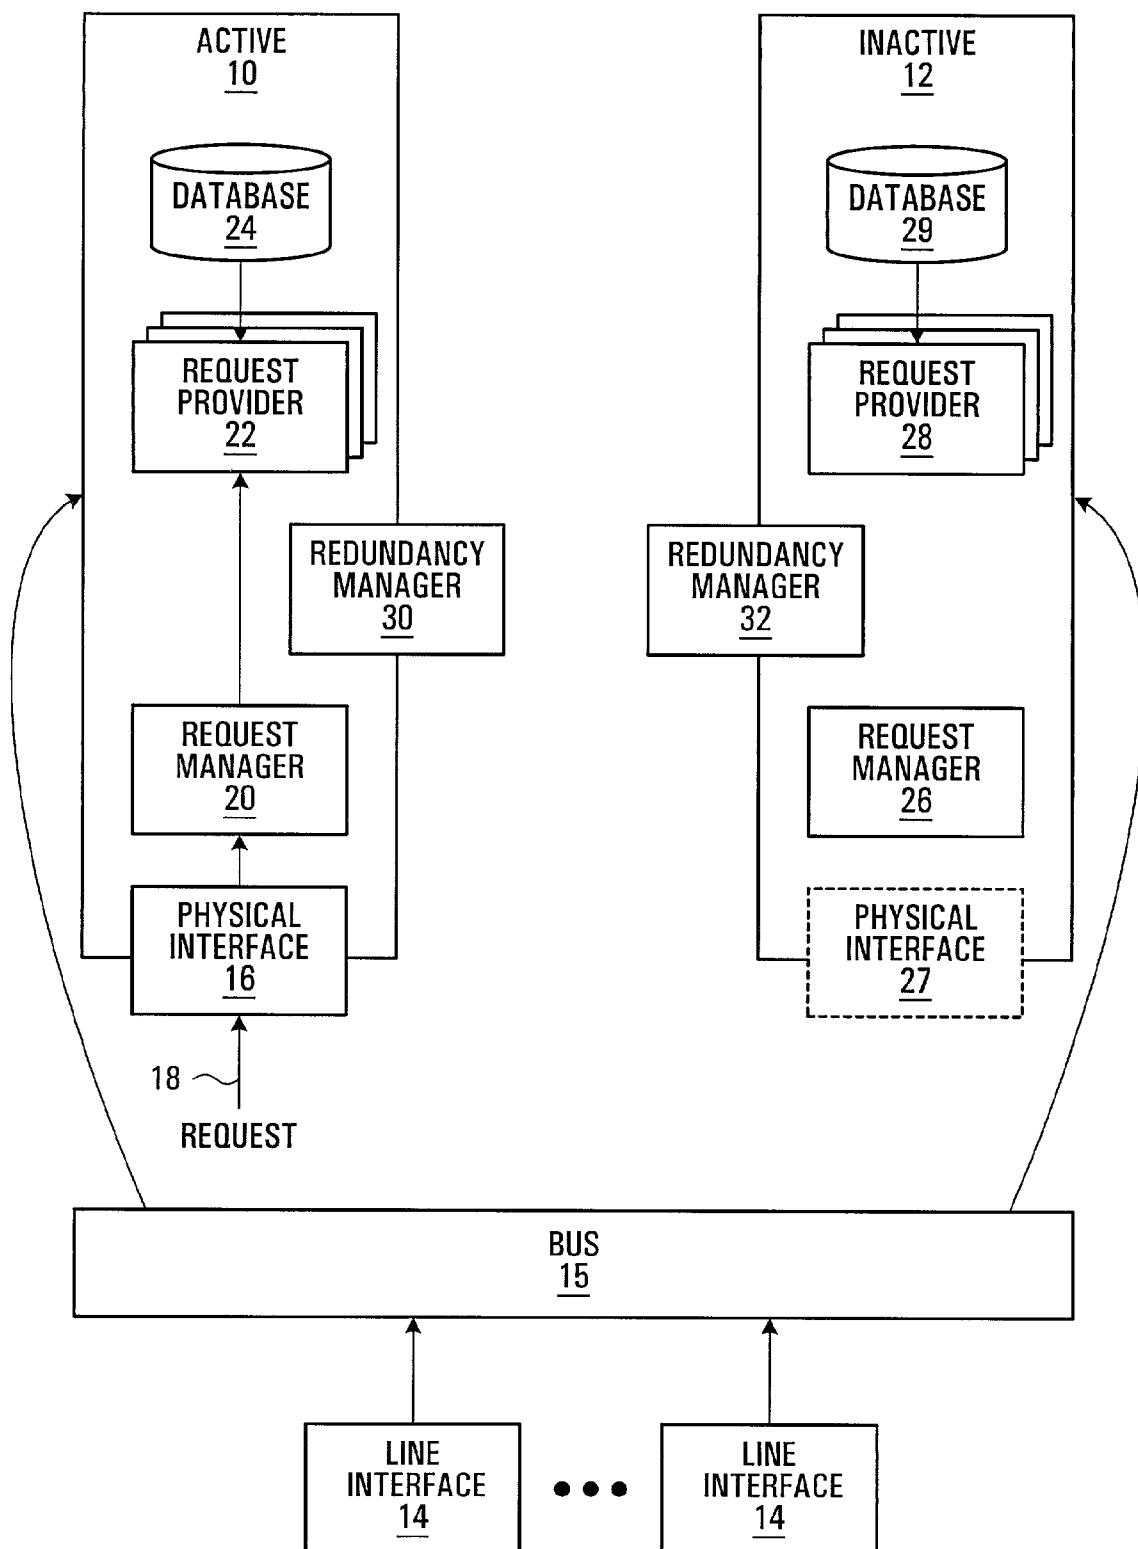 ACTIVE
10
DATABASE
24
REQUEST
PROVIDER
22
REDUNDANCY
MANAGER
30
REQUEST
MANAGER
20
PHYSICAL
INTERFACE
16
18
REQUEST
INACTIVE
12
DATABASE
29
REQUEST
PROVIDER
28
REDUNDANCY
MANAGER
32
REQUEST
MANAGER
26
PHYSICAL
INTERFACE
27
BUS
15
LINE
INTERFACE
14
LINE
INTERFACE
14